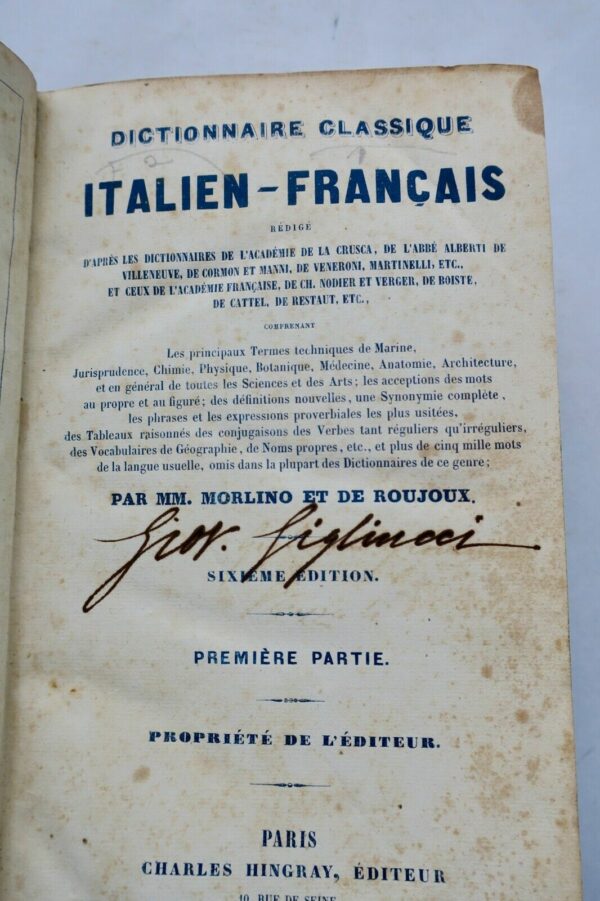 DICTIONNAIRE CLASSIQUE
ITALIEN-FRANÇAIS
RÉDIGÉ
D'APRÈS LES DICTIONNAIRES DE L'ACADÉMIE DE LA CRUSCA, DE L'ABBÉ ALBERTI DE
VILLENEUVE, DE CORMON ET MANNI, DE VENERONI, MARTINELLI, ETC.,
ET CEUX DE L'ACADÉMIE FRANÇAISE, DE CH. NODIER ET VERGER, DE BOISTE,
DE CATTEL, DE RESTAUT, ETC.,
COMPRENANT
Les principaux Termes techniques de Marine,
Jurisprudence, Chimie, Physique, Botanique, Médecine, Anatomie, Architecture,
et en général de toutes les Sciences et des Arts; les acceptions des mots
au propre et au figuré; des définitions nouvelles, une Synonymie complète,
les phrases et les expressions proverbiales les plus usitées,
des Tableaux raisonnés des conjugaisons des Verbes tant réguliers qu'irréguliers,
des Vocabulaires de Géographie, de Noms propres, etc., et plus de cinq mille mots
de la langue usuelle, omis dans la plupart des Dictionnaires de ce genre;
PAR MM. MORLINO ET DE ROUJOUX.
Giov. Gigliucci
SIXIÈME ÉDITION.
PREMIÈRE PARTIE.
PROPRIÉTÉ DE L'ÉDITEUR.
PARIS
CHARLES HINGRAY, ÉDITEUR
10, RUE DE SEINE